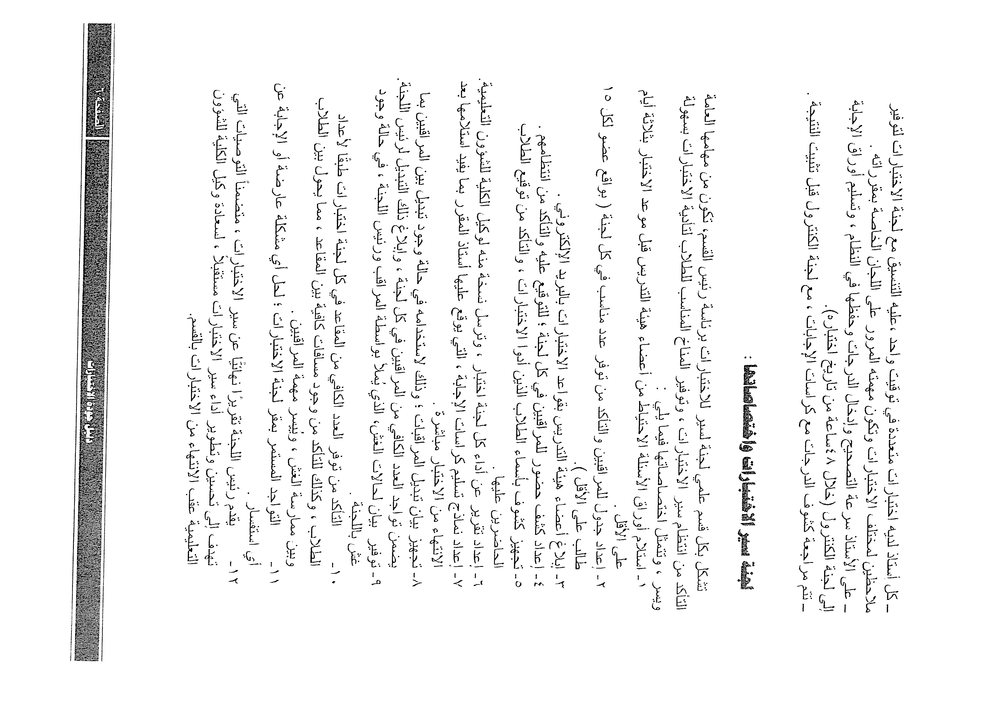 ـ كل أستاذ لديه اختبارات متعددة في توقيت واحد ،عليه التنسيق مع لجنة الاختبارات لتوفير
ملاحظين لمختلف الاختبارات وتكون مهمته المرور على اللجان الخاصة بمقرراته .
ـ على الأستاذ سرعة التصحيح وإدخال الدرجات وحفظها في النظام ، وتسليم أوراق الإجابة
إلى لجنة الكنترول (خلال ٤٨ساعة من تاريخ اختباره).
ـ تتم مراجعة كشوف الدرجات مع كراسات الإجابات ، مع لجنة الكنترول قبل تثبيت النتيجة .
لجنة سير الاختبارات واختصاصاتها :
تشكل بكل قسم علمي لجنة لسير للاختبارات برئاسة رئيس القسم، تكون من مهامها العامة
التأكد من انتظام سير الاختبارات ، وتوفير المناخ المناسب للطلاب لتأدية الاختبارات بسهولة
ويسر ، وتتمثل اختصاصاتها فيما يلي :
١- استلام أوراق الأسئلة الاحتياط من أعضاء هيئة التدريس قبل موعد الاختبار بثلاثة أيام
على الأقل .
٢- إعداد جدول للمراقبين والتأكد من توفر عدد مناسب في كل لجنة ( بواقع عضو لكل ١٥
طالب على الأقل ).
٣- إبلاغ أعضاء هيئة التدريس بقواعد الاختبارات بالبريد الإلكتروني .
٤- إعداد كشف حضور للمراقبين في كل لجنة ؛ للتوقيع عليه والتأكد من انتظامهم .
٥- تجهيز كشوف بأسماء الطلاب الذين أدوا الاختبارات ، والتأكد من توقيع الطلاب
الحاضرين عليها .
٦- إعداد تقرير عن أداء كل لجنة اختبار ، وترسل نسخة منه لوكيل الكلية للشؤون التعليمية.
٧- إعداد نماذج تسليم كراسات الإجابة ، التي يوقع عليها أستاذ المقرر بما يفيد استلامها بعد
الانتهاء من الاختبار مباشرة .
٨- تجهيز بيان تبديل المراقبات ؛ وذلك لاستخدامه في حالة وجود تبديل بين المراقبين بما
يضمن تواجد العدد الكافي من المراقبين في كل لجنة ، وإبلاغ ذلك التبديل لرئيس اللجنة.
٩- توفير بيان لحالات الغش، الذي يُملأ بواسطة المراقب ورئيس اللجنة ، في حالة وجود
غش باللجنة .
١٠- التأكد من توفر العدد الكافي من المقاعد في كل لجنة اختبارات طبقًا لأعداد
الطلاب ، وكذلك للتأكد من وجود مسافات كافية بين المقاعد ، مما يحول بين الطلاب
وبين ممارسة الغش ، ويُيسر مهمة المراقبين .
١١- التواجد المستمر بمقر لجنة الاختبارات ؛ لحل أي مشكلة عارضة أو الإجابة عن
أي استفسار .
١٢- يقدم رئيس اللجنة تقريرًا نهائيًا عن سير الاختبارات ، متضمناً التوصيات التي
تهدف إلى تحسين وتطوير أداء سير الاختبارات مستقبلاً ، لسعادة وكيل الكلية للشؤون
التعليمية عقب الانتهاء من الاختبارات بالقسم.
دليل جودة الاختبارات
الصفحة ٦